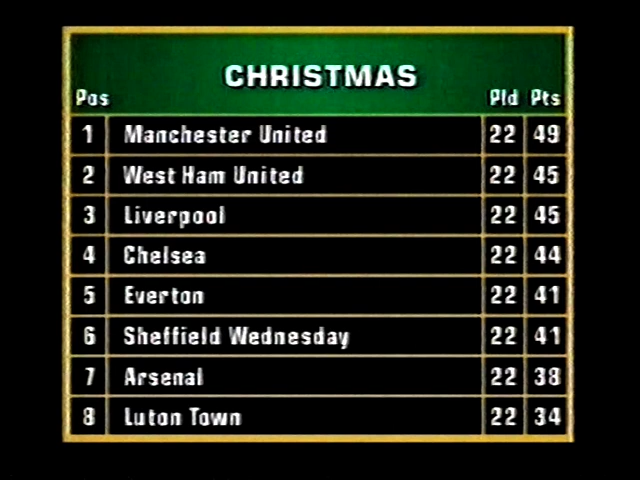 CHRISTMAS
Pos Pld Pts
1 Manchester United 22 49
2 West Ham United 22 45
3 Liverpool 22 45
4 Chelsea 22 44
5 Everton 22 41
6 Sheffield Wednesday 22 41
7 Arsenal 22 38
8 Luton Town 22 34